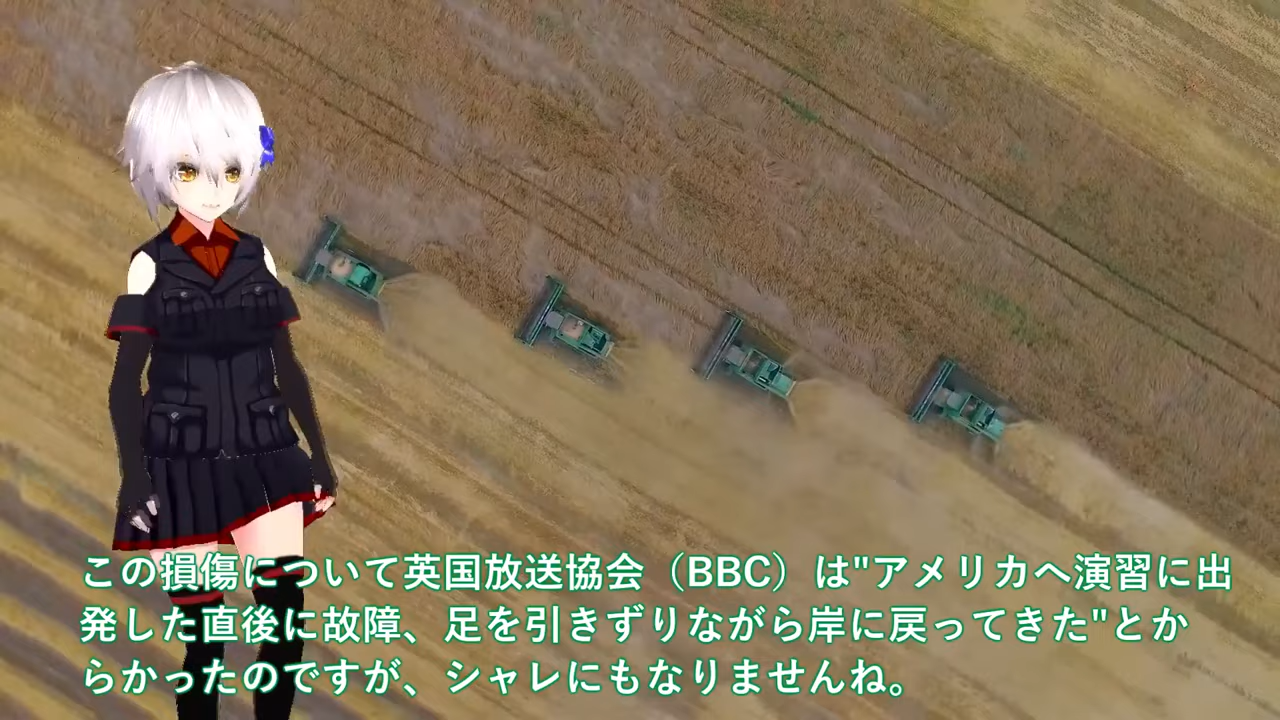 この損傷について英国放送協会（BBC）は"アメリカへ演習に出
発した直後に故障、足を引きずりながら岸に戻ってきた"とか
らかったのですが、シャレにもなりませんね。